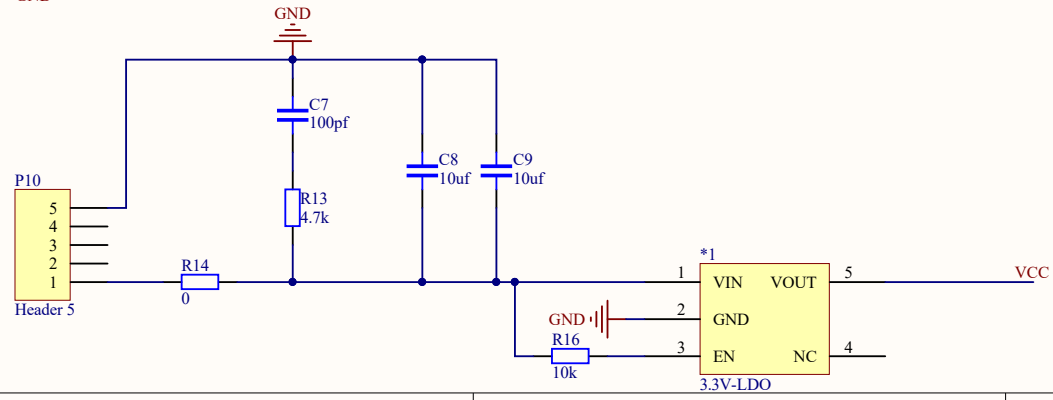 GND
C7
100pf
C8
10uf
C9
10uf
P10
5
4
3
2
1
Header 5
R13
4.7k
R14
0
*1
1
VIN
VOUT
5
VCC
GND
2
GND
R16
10k
3
EN
NC
4
3.3V-LDO